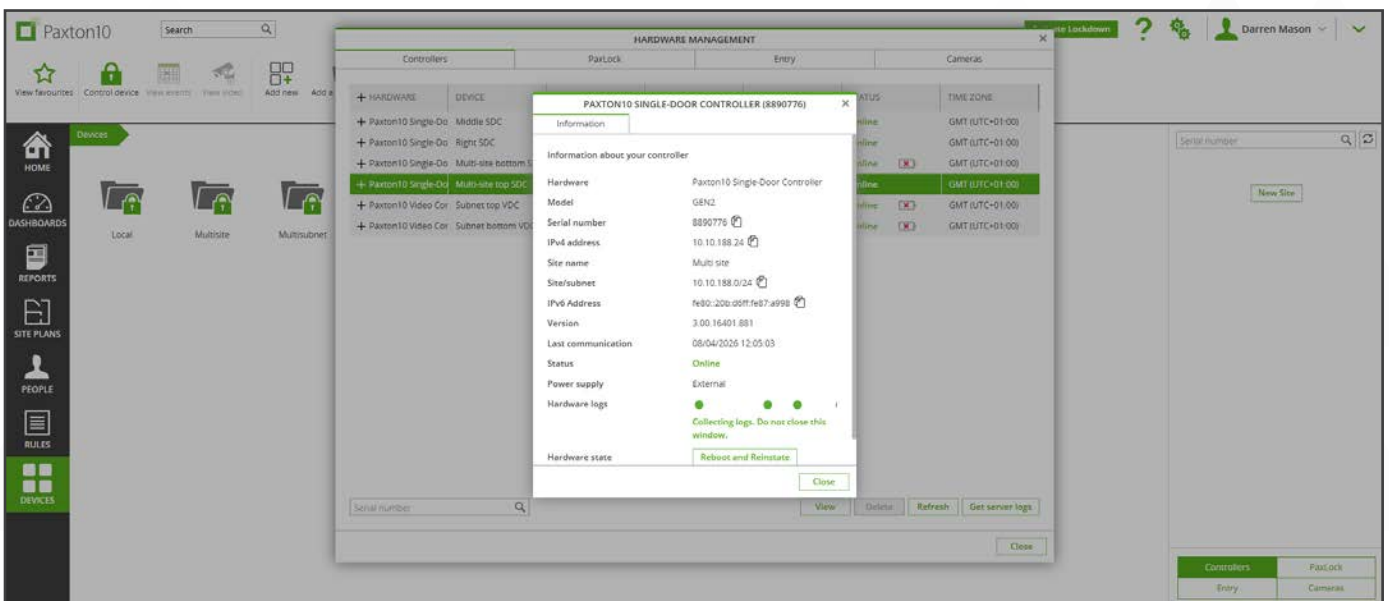 Paxton10
Search
Lockdown
Darren Mason
View favourites
Control device
View events
View video
Add new
HOME
DASHBOARDS
REPORTS
SITE PLANS
PEOPLE
RULES
DEVICES
Devices
Local
Multisite
Multisubnet
HARDWARE MANAGEMENT
Controllers PaxLock Entry Cameras
HARDWARE DEVICE TIME ZONE
Paxton10 Single-Do Middle SDC GMT (UTC+01:00)
Paxton10 Single-Do Right SDC GMT (UTC+01:00)
Paxton10 Single-Do Multi-site bottom S GMT (UTC+01:00)
Paxton10 Single-Do Multi-site top SDC GMT (UTC+01:00)
Paxton10 Video Cor Subnet top VDC GMT (UTC+01:00)
Paxton10 Video Cor Subnet bottom VDC GMT (UTC+01:00)
PAXTON10 SINGLE-DOOR CONTROLLER (8890776)
Information
Information about your controller
Hardware Paxton10 Single-Door Controller
Model GEN2
Serial number 8890776
IPv4 address 10.10.188.24
Site name Multi site
Site/subnet 10.10.188.0/24
IPv6 Address fe80::20b:d6ff:fe87:a998
Version 3.00.16401.881
Last communication 08/04/2026 12:05:03
Status Online
Power supply External
Hardware logs
Collecting logs. Do not close this
window.
Hardware state Reboot and Reinstate
Close
Serial number
View Delete Refresh Get server logs
Close
Serial number
New Site
Controllers PaxLock
Entry Cameras